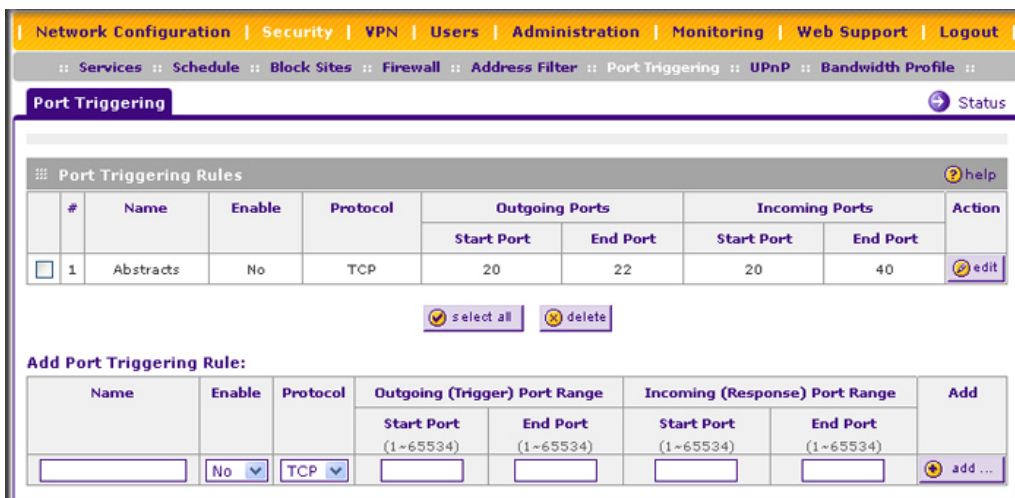 Network Configuration | Security | VPN | Users | Administration | Monitoring | Web Support | Logout
:: Services :: Schedule :: Block Sites :: Firewall :: Address Filter :: Port Triggering :: UPnP :: Bandwidth Profile ::
Port Triggering Status
Port Triggering Rules help
# Name Enable Protocol Outgoing Ports Incoming Ports Action
Start Port End Port Start Port End Port
1 Abstracts No TCP 20 22 20 40 edit
select all delete
Add Port Triggering Rule:
Name Enable Protocol Outgoing (Trigger) Port Range Incoming (Response) Port Range Add
Start Port End Port Start Port End Port
(1~65534) (1~65534) (1~65534) (1~65534)
No TCP add ...